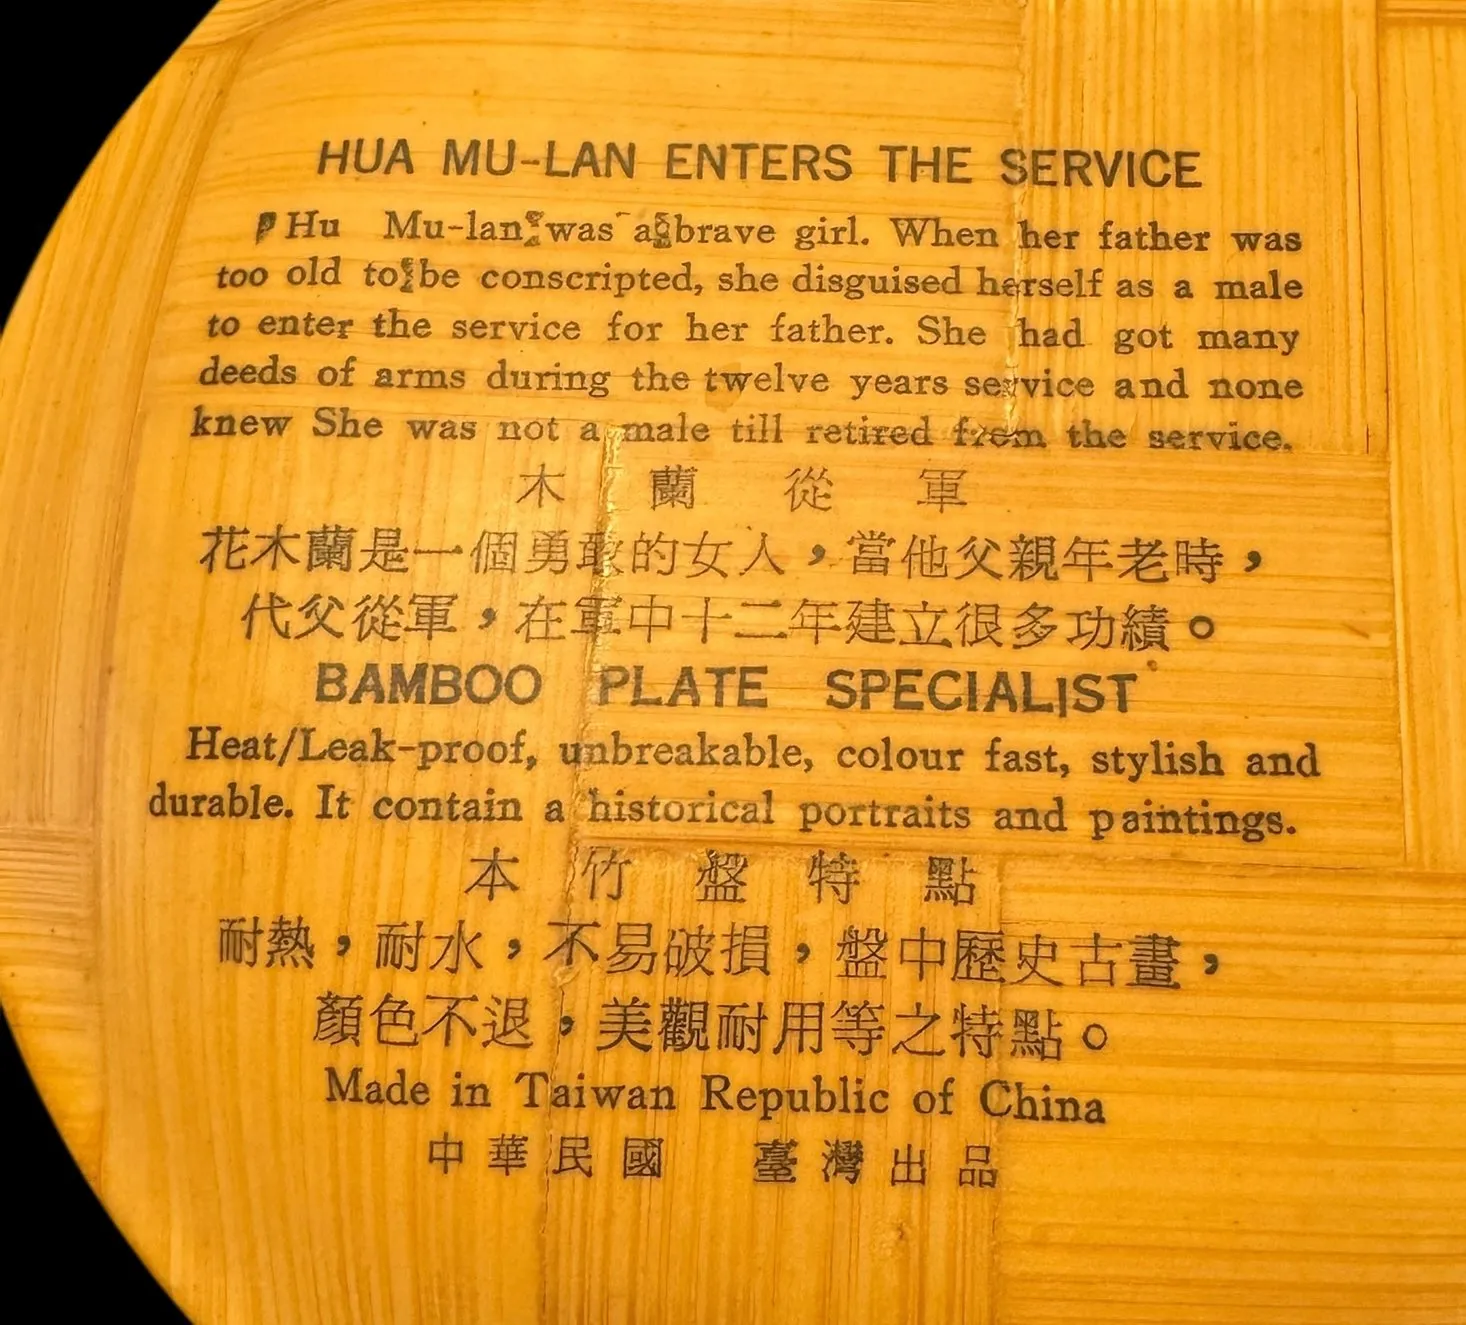 HUA MU-LAN ENTERS THE SERVICE
Hu Mu-lan was a brave girl. When her father was
too old to be conscripted, she disguised herself as a male
to enter the service for her father. She had got many
deeds of arms during the twelve years service and none
knew She was not a male till retired from the service.
木蘭從軍
花木蘭是一個勇敢的女人，當他父親年老時，
代父從軍，在軍中十二年建立很多功績。
BAMBOO PLATE SPECIALIST
Heat/Leak-proof, unbreakable, colour fast, stylish and
durable. It contain a historical portraits and paintings.
本竹盤特點
耐熱，耐水，不易破損，盤中歷史古畫，
顏色不退，美觀耐用等之特點。
Made in Taiwan Republic of China
中華民國 臺灣出品